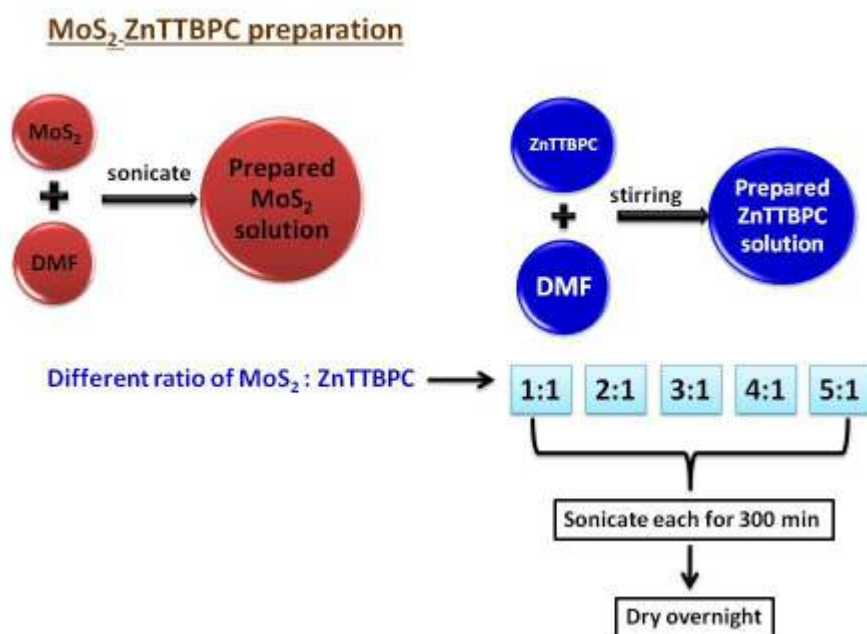 MoS₂-ZnTTBPC preparation
MoS₂
+
DMF
sonicate
Prepared
MoS₂
solution
ZnTTBPC
+
DMF
stirring
Prepared
ZnTTBPC
solution
Different ratio of MoS₂ : ZnTTBPC
1:1 2:1 3:1 4:1 5:1
Sonicate each for 300 min
Dry overnight